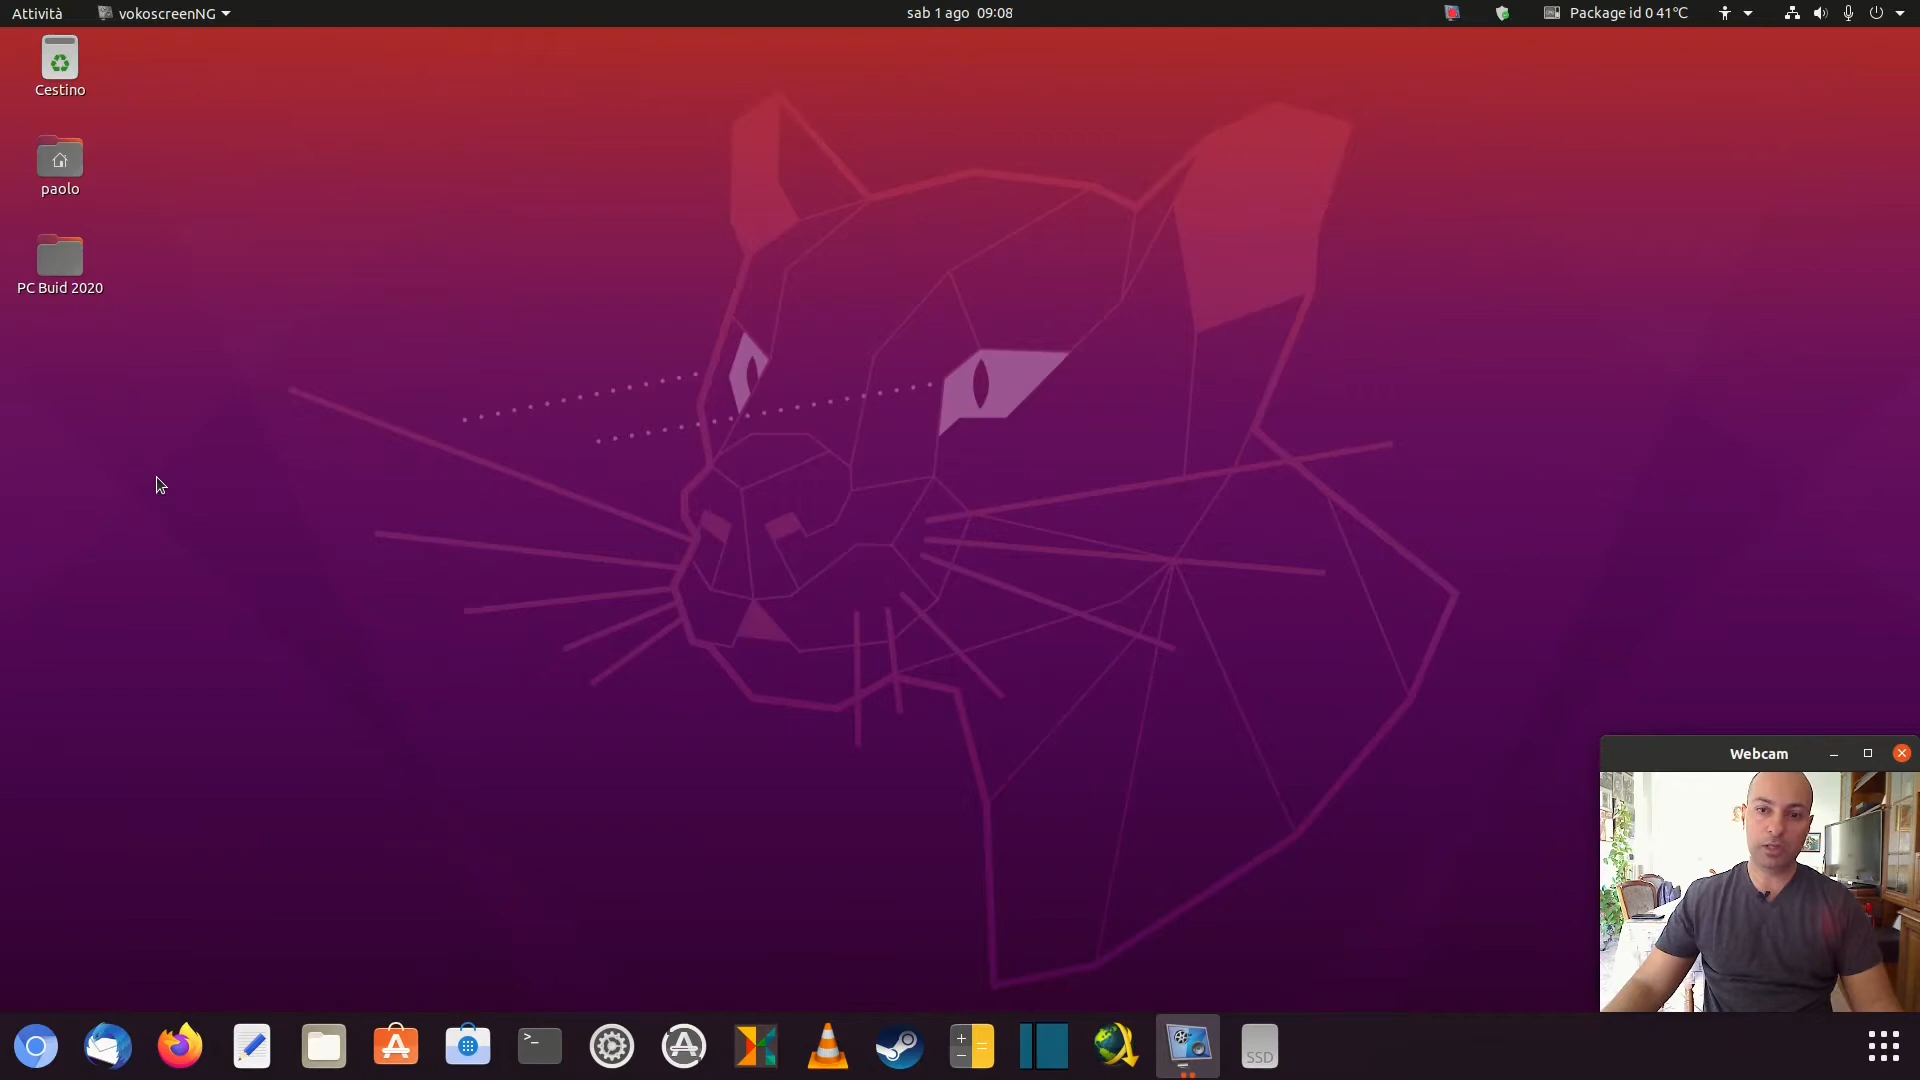 Attività
vokoscreenNG
sab 1 ago 09:08
Package id 0 41°C
Cestino
paolo
PC Buid 2020
Webcam
>_
SSD